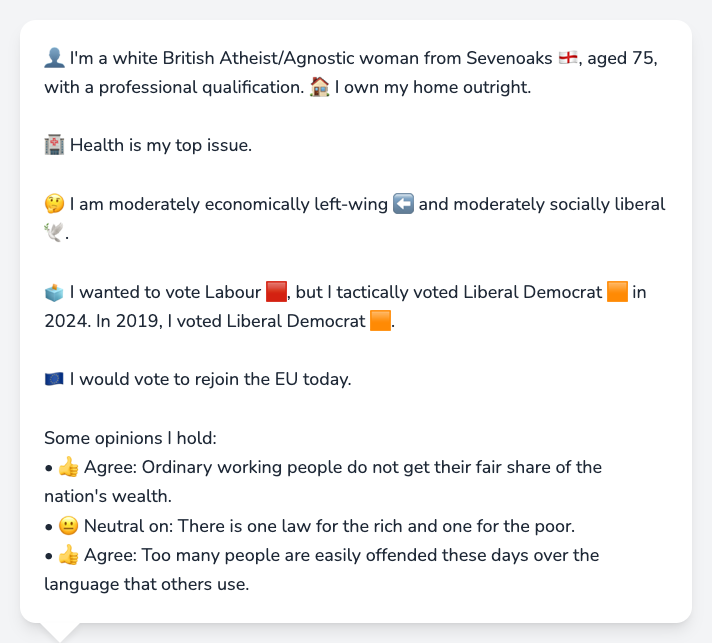 👤 I'm a white British Atheist/Agnostic woman from Sevenoaks 🏴󠁧󠁢󠁥󠁮󠁧󠁿, aged 75,
with a professional qualification. 🏠 I own my home outright.
🏥 Health is my top issue.
🤔 I am moderately economically left-wing ⬅️ and moderately socially liberal
🕊️.
🗳️ I wanted to vote Labour 🟥, but I tactically voted Liberal Democrat 🟧 in
2024. In 2019, I voted Liberal Democrat 🟧.
🇪🇺 I would vote to rejoin the EU today.
Some opinions I hold:
• 👍 Agree: Ordinary working people do not get their fair share of the
nation's wealth.
• 😐 Neutral on: There is one law for the rich and one for the poor.
• 👍 Agree: Too many people are easily offended these days over the
language that others use.